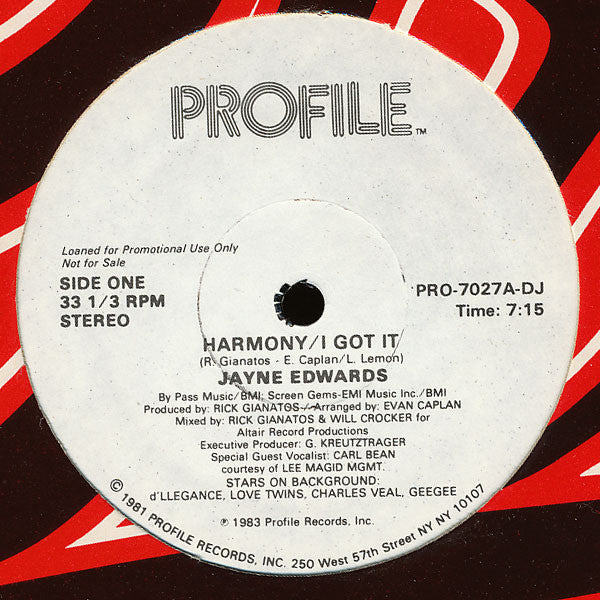 PROFILE™
Loaned for Promotional Use Only
Not for Sale
SIDE ONE
33 1/3 RPM
STEREO
PRO-7027A-DJ
Time: 7:15
HARMONY/I GOT IT
(R. Gianatos - E. Caplan/L. Lemon)
JAYNE EDWARDS
By Pass Music/BMI; Screen Gems-EMI Music Inc./BMI
Produced by: RICK GIANATOS/Arranged by: EVAN CAPLAN
Mixed by: RICK GIANATOS & WILL CROCKER for
Altair Record Productions
Executive Producer: G. KREUTZTRAGER
Special Guest Vocalist: CARL BEAN
courtesy of LEE MAGID MGMT.
STARS ON BACKGROUND:
d'LLEGANCE, LOVE TWINS, CHARLES VEAL, GEEGEE
℗ 1983 Profile Records, Inc.
© 1981 PROFILE RECORDS, INC. 250 West 57th Street NY NY 10107